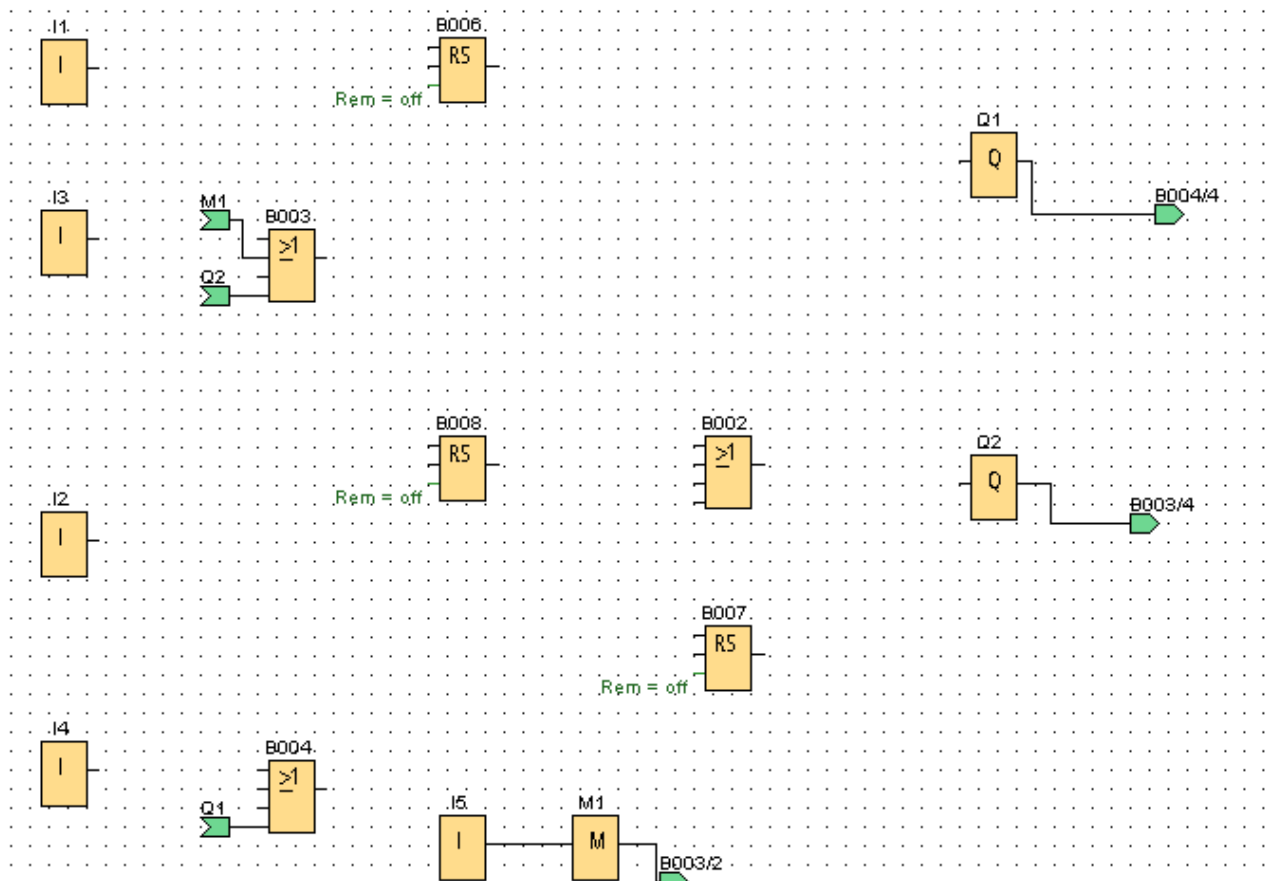 I1
I
B006
RS
Rem = off
Q1
Q
B004/4
I3
I
M1
B003
≥1
Q2
B008
RS
Rem = off
B002
≥1
Q2
Q
B003/4
I2
I
B007
RS
Rem = off
I4
I
B004
≥1
Q1
I5
I
M1
M
B003/2